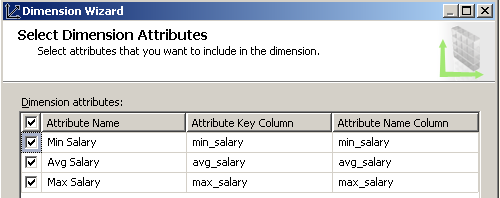 Dimension Wizard
Select Dimension Attributes
Select attributes that you want to include in the dimension.
Dimension attributes:
Attribute Name Attribute Key Column Attribute Name Column
Min Salary min_salary min_salary
Avg Salary avg_salary avg_salary
Max Salary max_salary max_salary